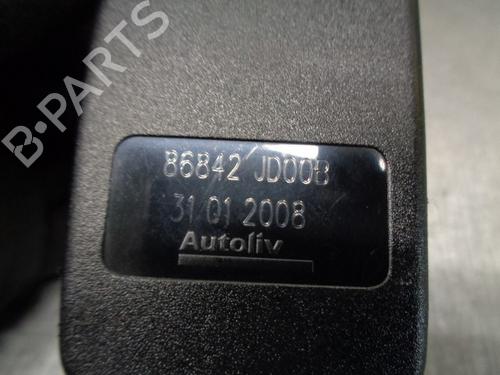 B-PARTS
86842 JD00B
31 01 2008
Autoliv